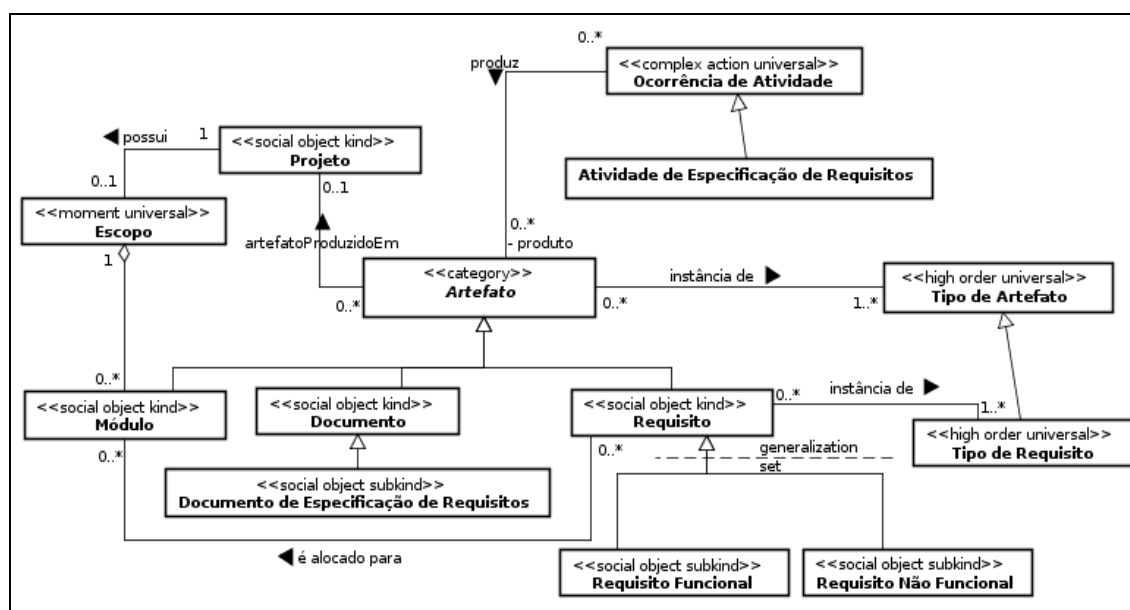 0..*
produz
<<complex action universal>>
Ocorrência de Atividade
possui
1
<<social object kind>>
Projeto
Atividade de Especificação de Requisitos
0..1
0..1
<<moment universal>>
Escopo
1
artefatoProduzidoEm
0..*
- produto
<<category>>
Artefato
0..*
0..*
instância de
1..*
<<high order universal>>
Tipo de Artefato
0..*
<<social object kind>>
Módulo
0..*
<<social object kind>>
Documento
<<social object kind>>
Requisito
0..*
0..*
instância de
1..*
<<high order universal>>
Tipo de Requisito
generalization
set
<<social object subkind>>
Documento de Especificação de Requisitos
é alocado para
<<social object subkind>>
Requisito Funcional
<<social object subkind>>
Requisito Não Funcional